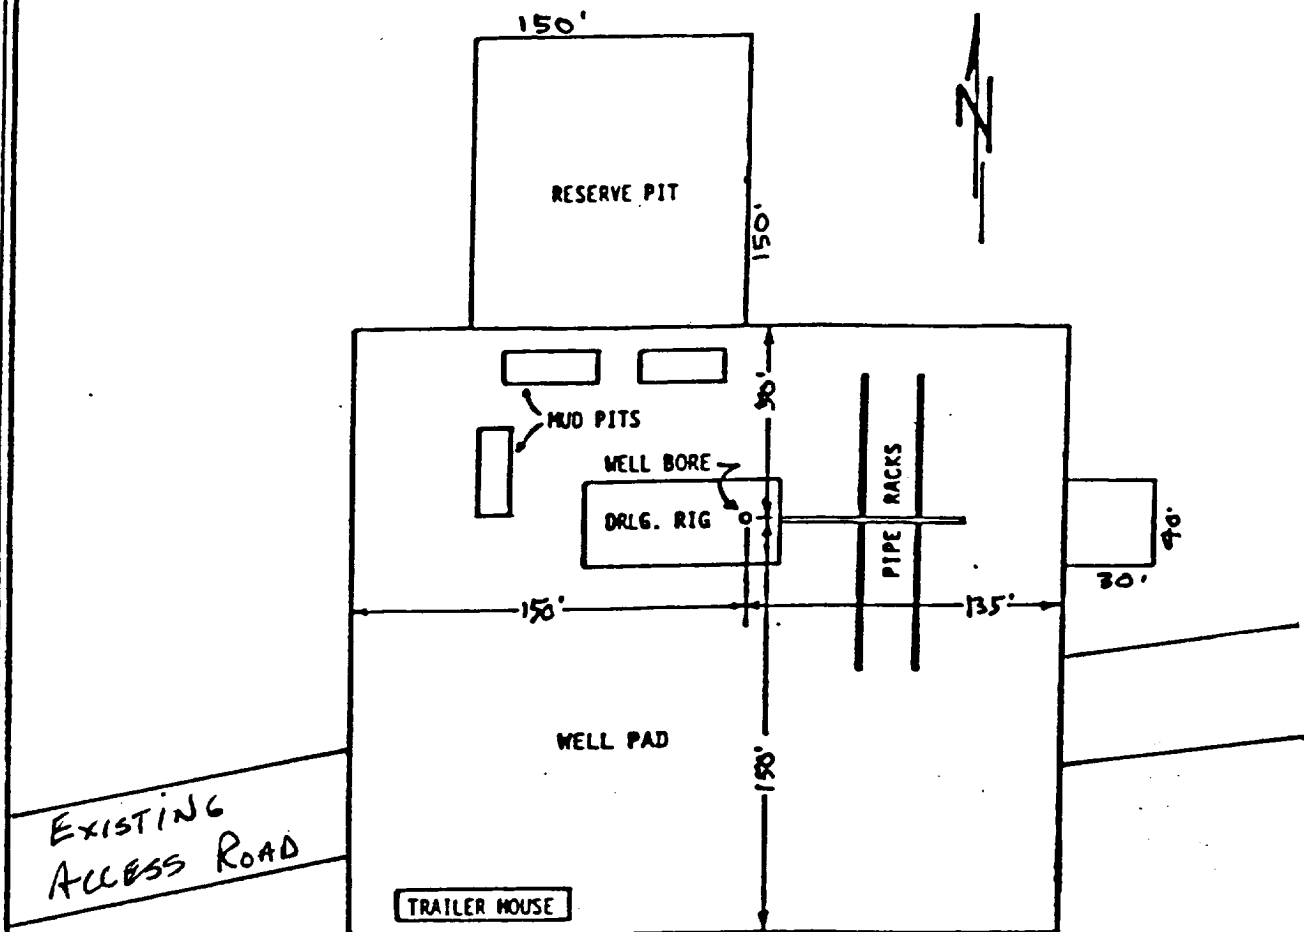 150'
N
RESERVE PIT
150'
MUD PITS
WELL BORE
DRLG. RIG
PIPE RACKS
40'
30'
150'
135'
WELL PAD
150'
EXISTING
ACCESS ROAD
TRAILER HOUSE